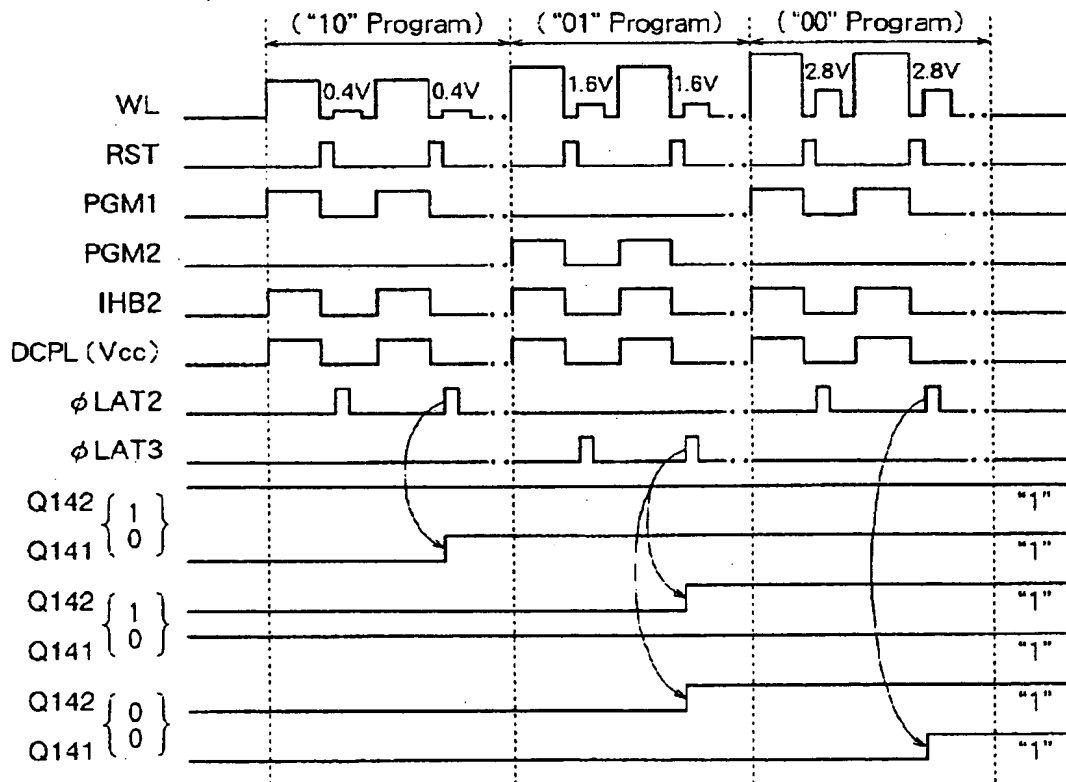 ("10" Program) ("01" Program) ("00" Program)
WL 0.4V 0.4V 1.6V 1.6V 2.8V 2.8V
RST
PGM1
PGM2
IHB2
DCPL (Vcc)
φLAT2
φLAT3
Q142 { 1 "1"
Q141 0 } "1"
Q142 { 1 "1"
Q141 0 } "1"
Q142 { 0 "1"
Q141 0 } "1"